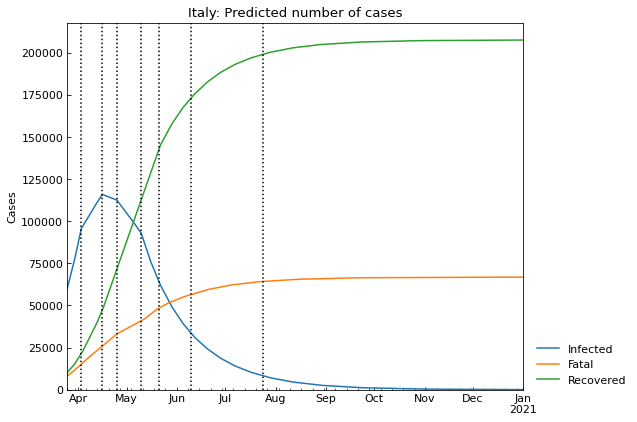 Italy: Predicted number of cases
Cases
200000
175000
150000
125000
100000
75000
50000
25000
0
Apr May Jun Jul Aug Sep Oct Nov Dec Jan
2021
Infected
Fatal
Recovered